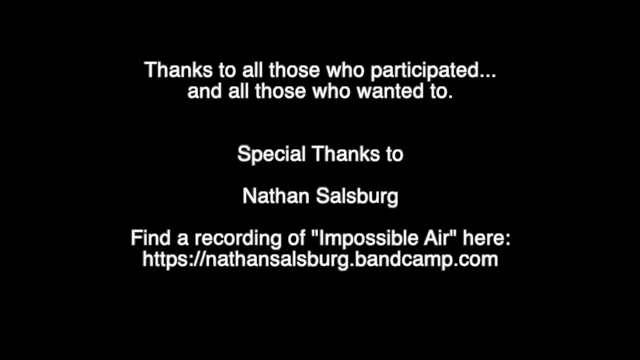 Thanks to all those who participated...
and all those who wanted to.
Special Thanks to
Nathan Salsburg
Find a recording of "Impossible Air" here:
https://nathansalsburg.bandcamp.com